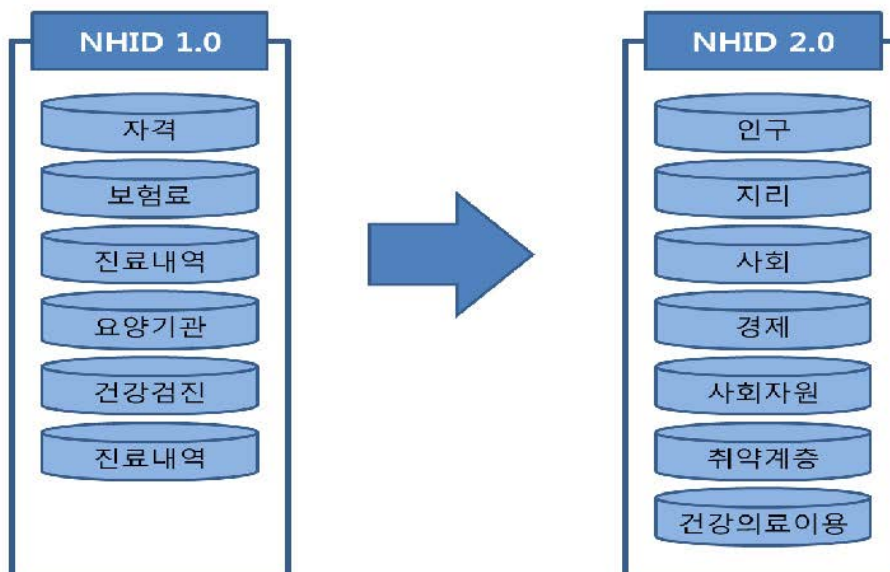 NHID 1.0
자격
보험료
진료내역
요양기관
건강검진
진료내역
NHID 2.0
인구
지리
사회
경제
사회자원
취약계층
건강의료이용